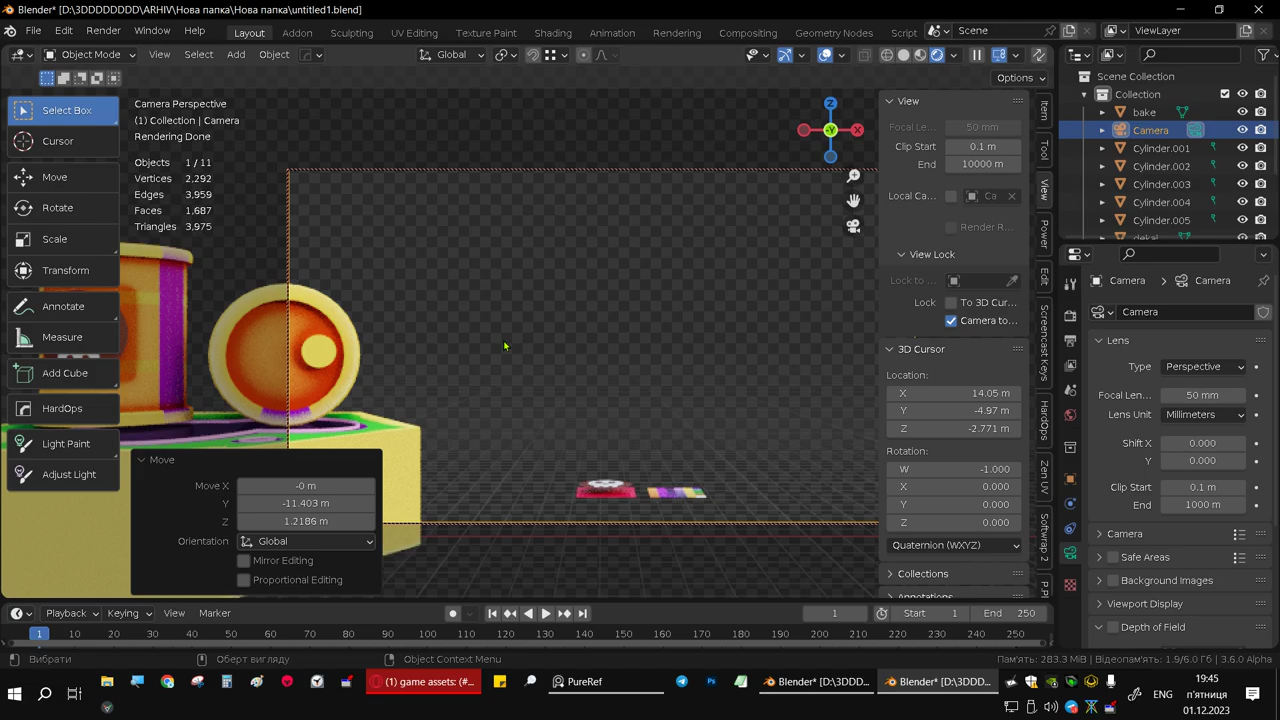 Blender* [D:\3DDDDDDDD\ARHIV\Нова папка\Нова папка\untitled1.blend]
File Edit Render Window Help Layout Addon Sculpting UV Editing Texture Paint Shading Animation Rendering Compositing Geometry Nodes Script Scene ViewLayer
Object Mode View Select Add Object Global
Options
Select Box
Cursor
Move
Rotate
Scale
Transform
Annotate
Measure
Add Cube
HardOps
Light Paint
Adjust Light
Camera Perspective
(1) Collection | Camera
Rendering Done
Objects 1 / 11
Vertices 2,292
Edges 3,959
Faces 1,687
Triangles 3,975
Z
-Y
X
Move
Move X -0 m
Y -11.403 m
Z 1.2186 m
Orientation Global
Mirror Editing
Proportional Editing
View
Focal Le... 50 mm
Clip Start 0.1 m
End 10000 m
Local Ca... Ca
Render R...
View Lock
Lock to ...
Lock To 3D Cur...
Camera to...
3D Cursor
Location:
X 14.05 m
Y -4.97 m
Z -2.771 m
Rotation:
W -1.000
X 0.000
Y 0.000
Z 0.000
Quaternion (WXYZ)
Collections
Annotations
Item
Tool
View
Power
Edit
Screencast Keys
HardOps
Zen UV
Softwrap 2
Scene Collection
Collection
bake
Camera
Cylinder.001
Cylinder.002
Cylinder.003
Cylinder.004
Cylinder.005
dekal
Camera Camera
Camera
Lens
Type Perspective
Focal Len... 50 mm
Lens Unit Millimeters
Shift X 0.000
Y 0.000
Clip Start 0.1 m
End 1000 m
Camera
Safe Areas
Background Images
Viewport Display
Depth of Field
Playback Keying View Marker 1 Start 1 End 250
1 10 20 30 40 50 60 70 80 90 100 110 120 130 140 150 160 170 180 190 200 210 220 230 240 250
Вибрати Оберт вигляду Object Context Menu Пам'ять: 283.3 MiB | Відеопам'ять: 1.9/6.0 Гб | 3.6.0 Alpha
(1) game assets: (#... PureRef Blender* [D:\3DDD... Blender* [D:\3DDD...
ENG
19:45
п'ятниця
01.12.2023